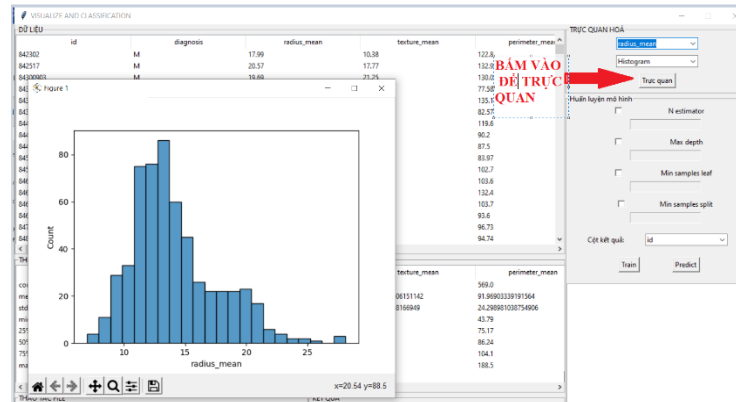 VISUALIZE AND CLASSIFICATION
DỮ LIỆU
id diagnosis radius_mean texture_mean perimeter_mean
842302 M 17.99 10.38 122.8
842517 M 20.57 17.77 132.9
84300903 M 19.69 21.25 130.0
77.58
135.1
82.57
119.6
90.2
87.5
83.97
102.7
103.6
132.4
103.7
93.6
96.73
94.74
BẤM VÀO
ĐỂ TRỰC
QUAN
TRỰC QUAN HOÁ
radius_mean
Histogram
Trực quan
Huấn luyện mô hình
N estimator
Max depth
Min samples leaf
Min samples split
Cột kết quả: id
Train Predict
Figure 1
Count
80
60
40
20
0
10 15 20 25
radius_mean
x=20.54 y=88.5
texture_mean perimeter_mean
569.0
06151142 91.96903339191564
8166949 24.298981038754906
43.79
75.17
86.24
104.1
188.5
THAO TÁC FILE KẾT QUẢ